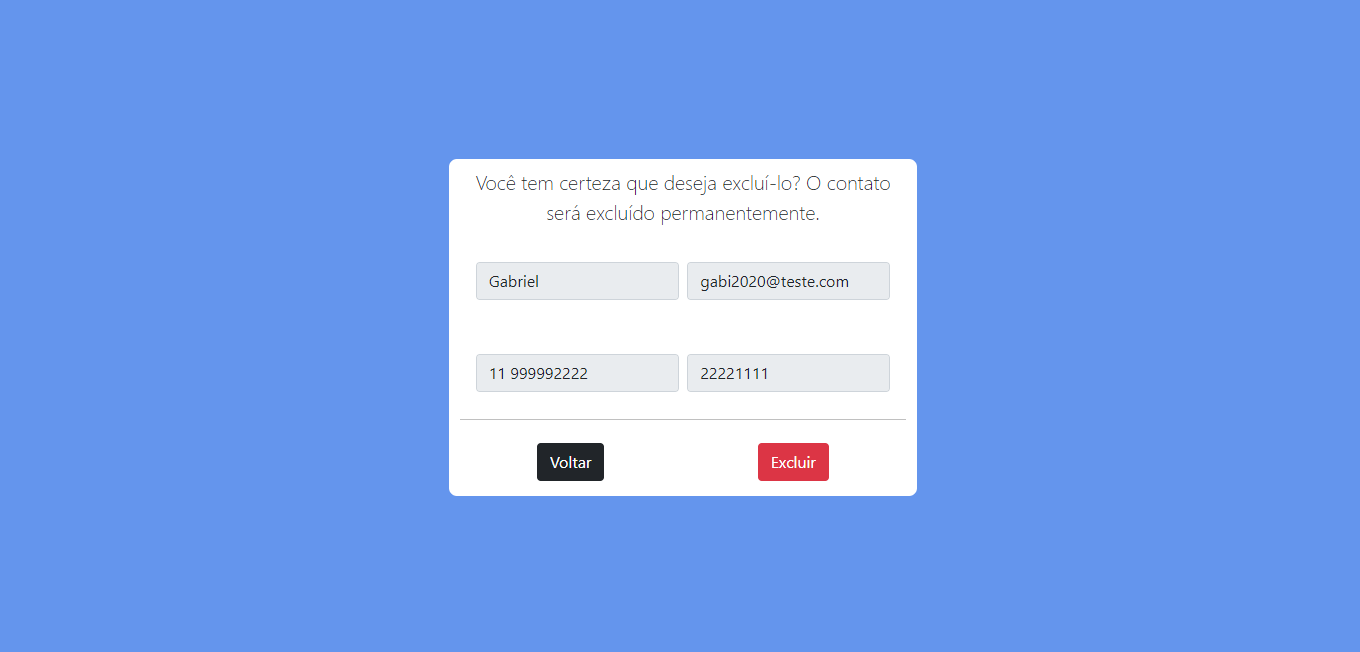 Você tem certeza que deseja excluí-lo? O contato
será excluído permanentemente.
Gabriel
gabi2020@teste.com
11 999992222
22221111
Voltar
Excluir